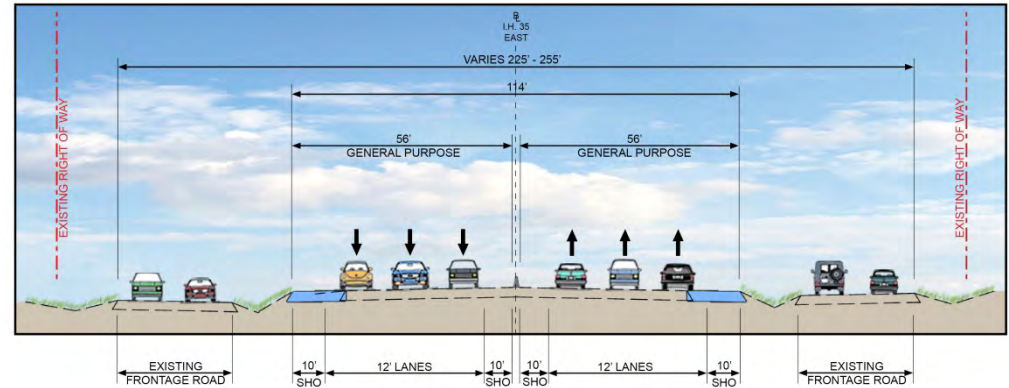 ℄
I.H. 35
EAST
VARIES 225' - 255'
114'
56'
GENERAL PURPOSE
56'
GENERAL PURPOSE
EXISTING RIGHT OF WAY
EXISTING RIGHT OF WAY
EXISTING
FRONTAGE ROAD
10'
SHO
12' LANES
10'
SHO
10'
SHO
12' LANES
10'
SHO
EXISTING
FRONTAGE ROAD